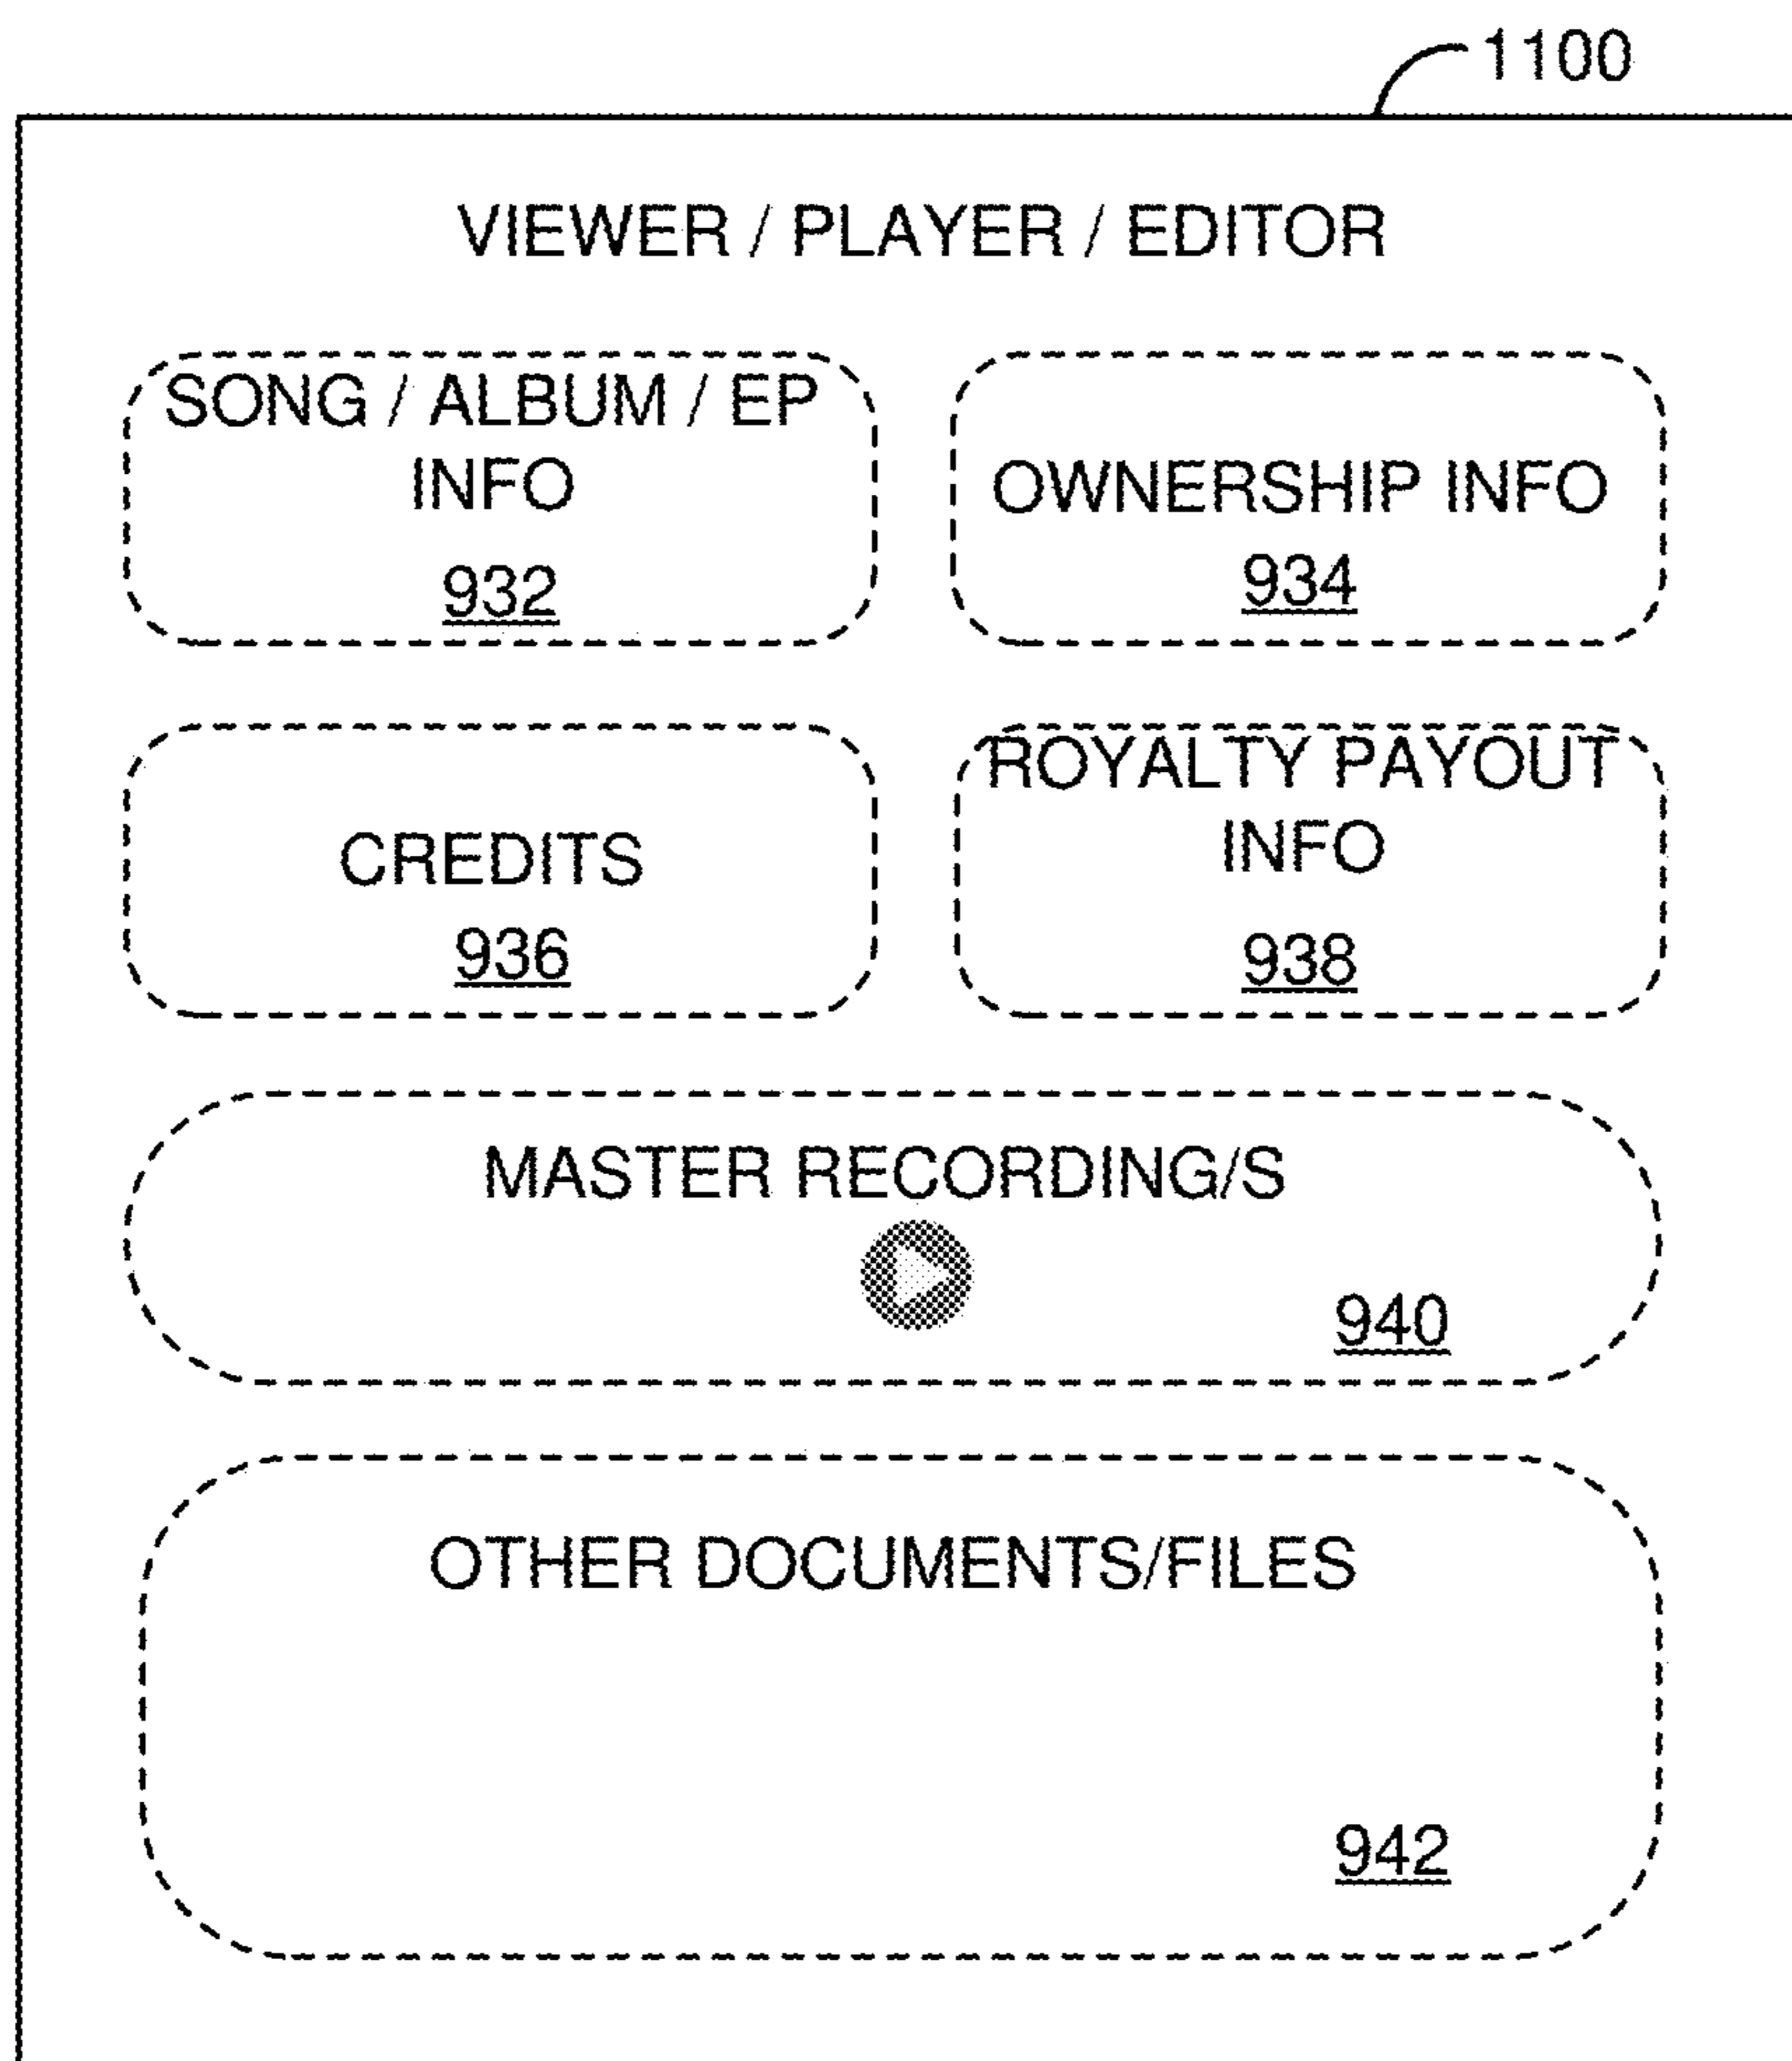 1100
VIEWER / PLAYER / EDITOR
SONG / ALBUM / EP
INFO
932
OWNERSHIP INFO
934
CREDITS
936
ROYALTY PAYOUT
INFO
938
MASTER RECORDING/S
940
OTHER DOCUMENTS/FILES
942